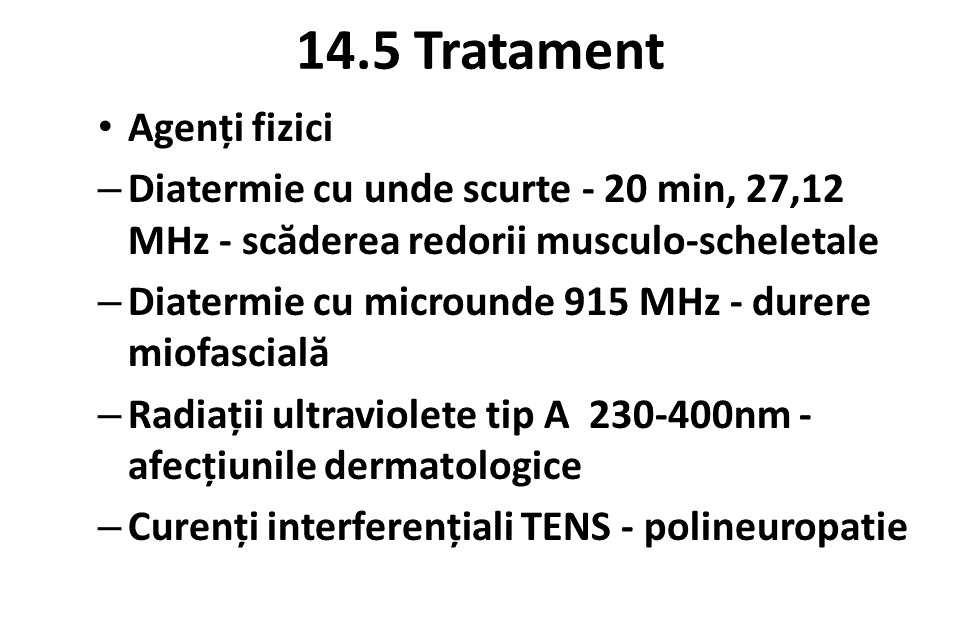 14.5 Tratament
• Agenți fizici
– Diatermie cu unde scurte - 20 min, 27,12
MHz - scăderea redorii musculo-scheletale
– Diatermie cu microunde 915 MHz - durere
miofascială
– Radiații ultraviolete tip A  230-400nm -
afecțiunile dermatologice
– Curenți interferențiali TENS - polineuropatie